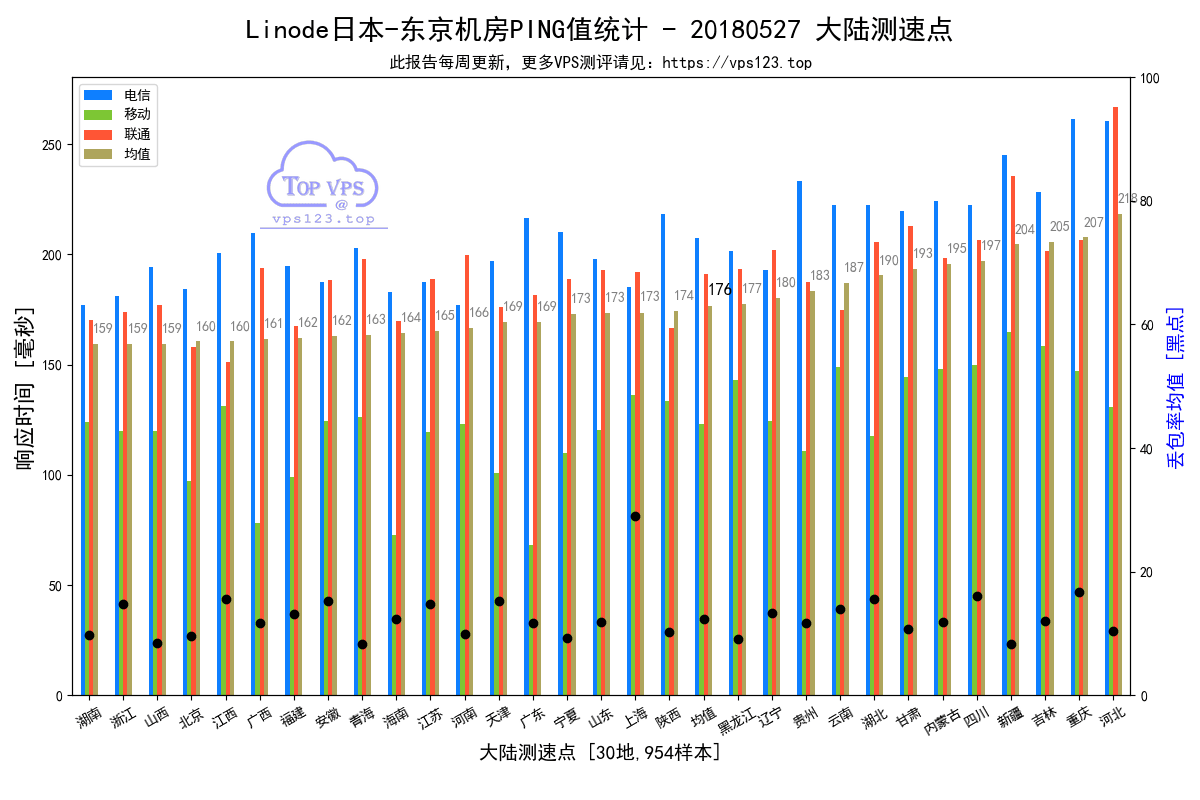 Linode日本-东京机房PING值统计 - 20180527 大陆测速点
此报告每周更新，更多VPS测评请见：https://vps123.top
电信
移动
联通
均值
TOP VPS
@
vps123.top
响应时间 [毫秒]
250
200
150
100
50
0
159 159 159 160 160 161 162 162 163 164 165 166 169 169 173 173 173 174 176 177 180 183 187 190 193 195 197 204 205 207 218
100
80
60
40
20
0
丢包率均值 [黑点]
湖南 浙江 山西 北京 江西 广西 福建 安徽 青海 海南 江苏 河南 天津 广东 宁夏 山东 上海 陕西 均值 黑龙江 辽宁 贵州 云南 湖北 甘肃 内蒙古 四川 新疆 吉林 重庆 河北
大陆测速点 [30地,954样本]